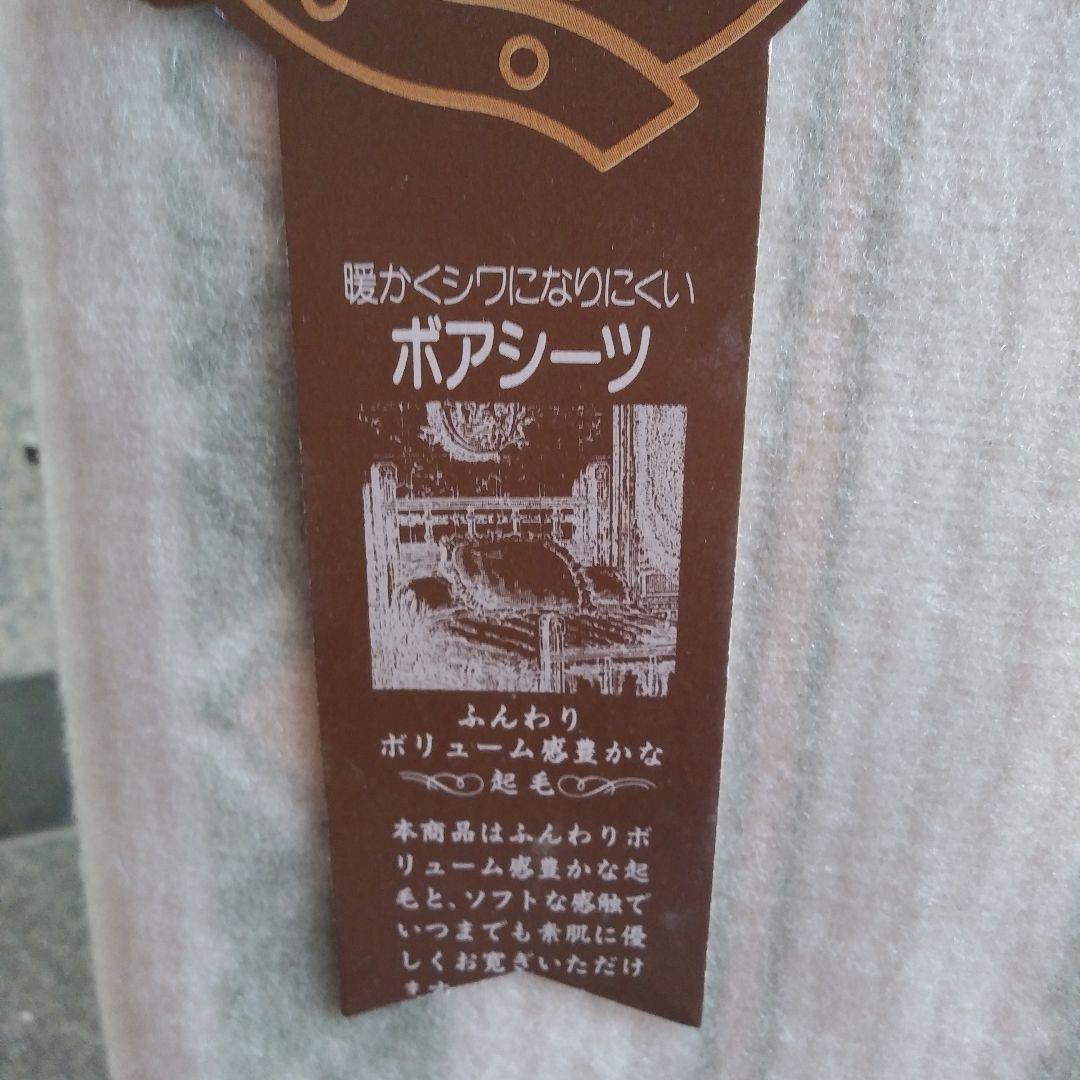 暖かくシワになりにくい
ボアシーツ
ふんわり
ボリューム感豊かな
起毛
本商品はふんわりボ
リューム感豊かな起
毛と、ソフトな感触で
いつまでも素肌に優
しくお寛ぎいただけ
ます